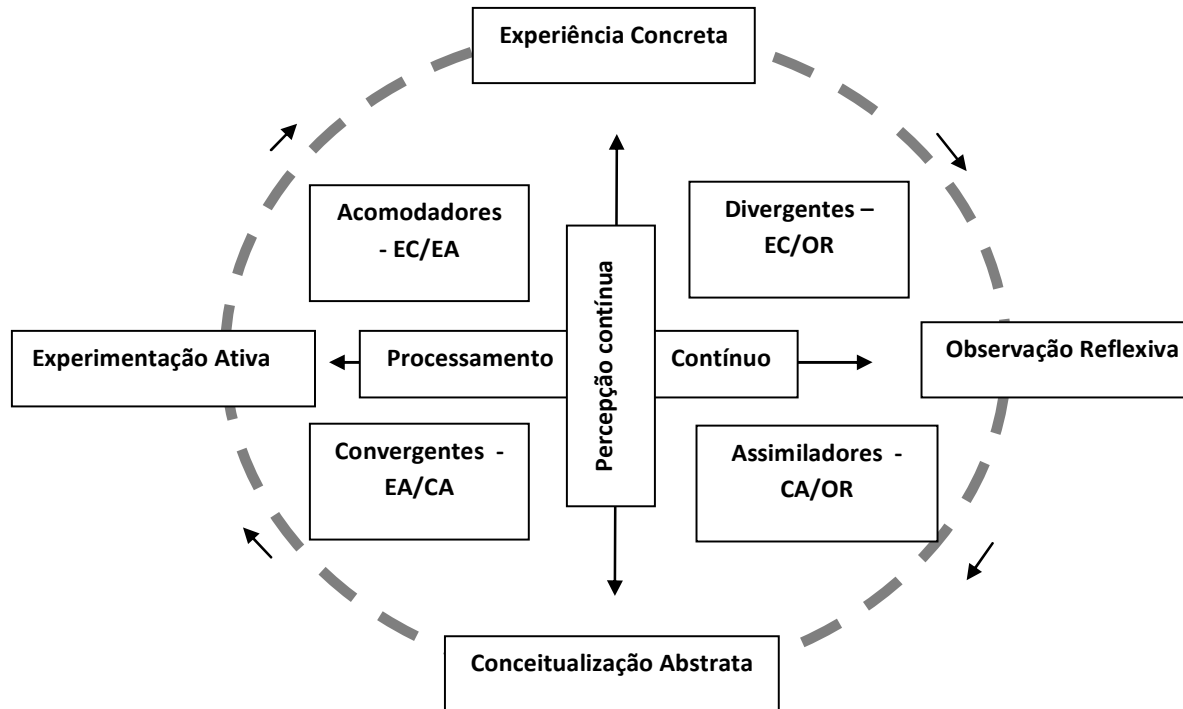 Experiência Concreta
Acomodadores
- EC/EA
Divergentes –
EC/OR
Percepção contínua
Experimentação Ativa
Processamento
Contínuo
Observação Reflexiva
Convergentes -
EA/CA
Assimiladores -
CA/OR
Conceitualização Abstrata